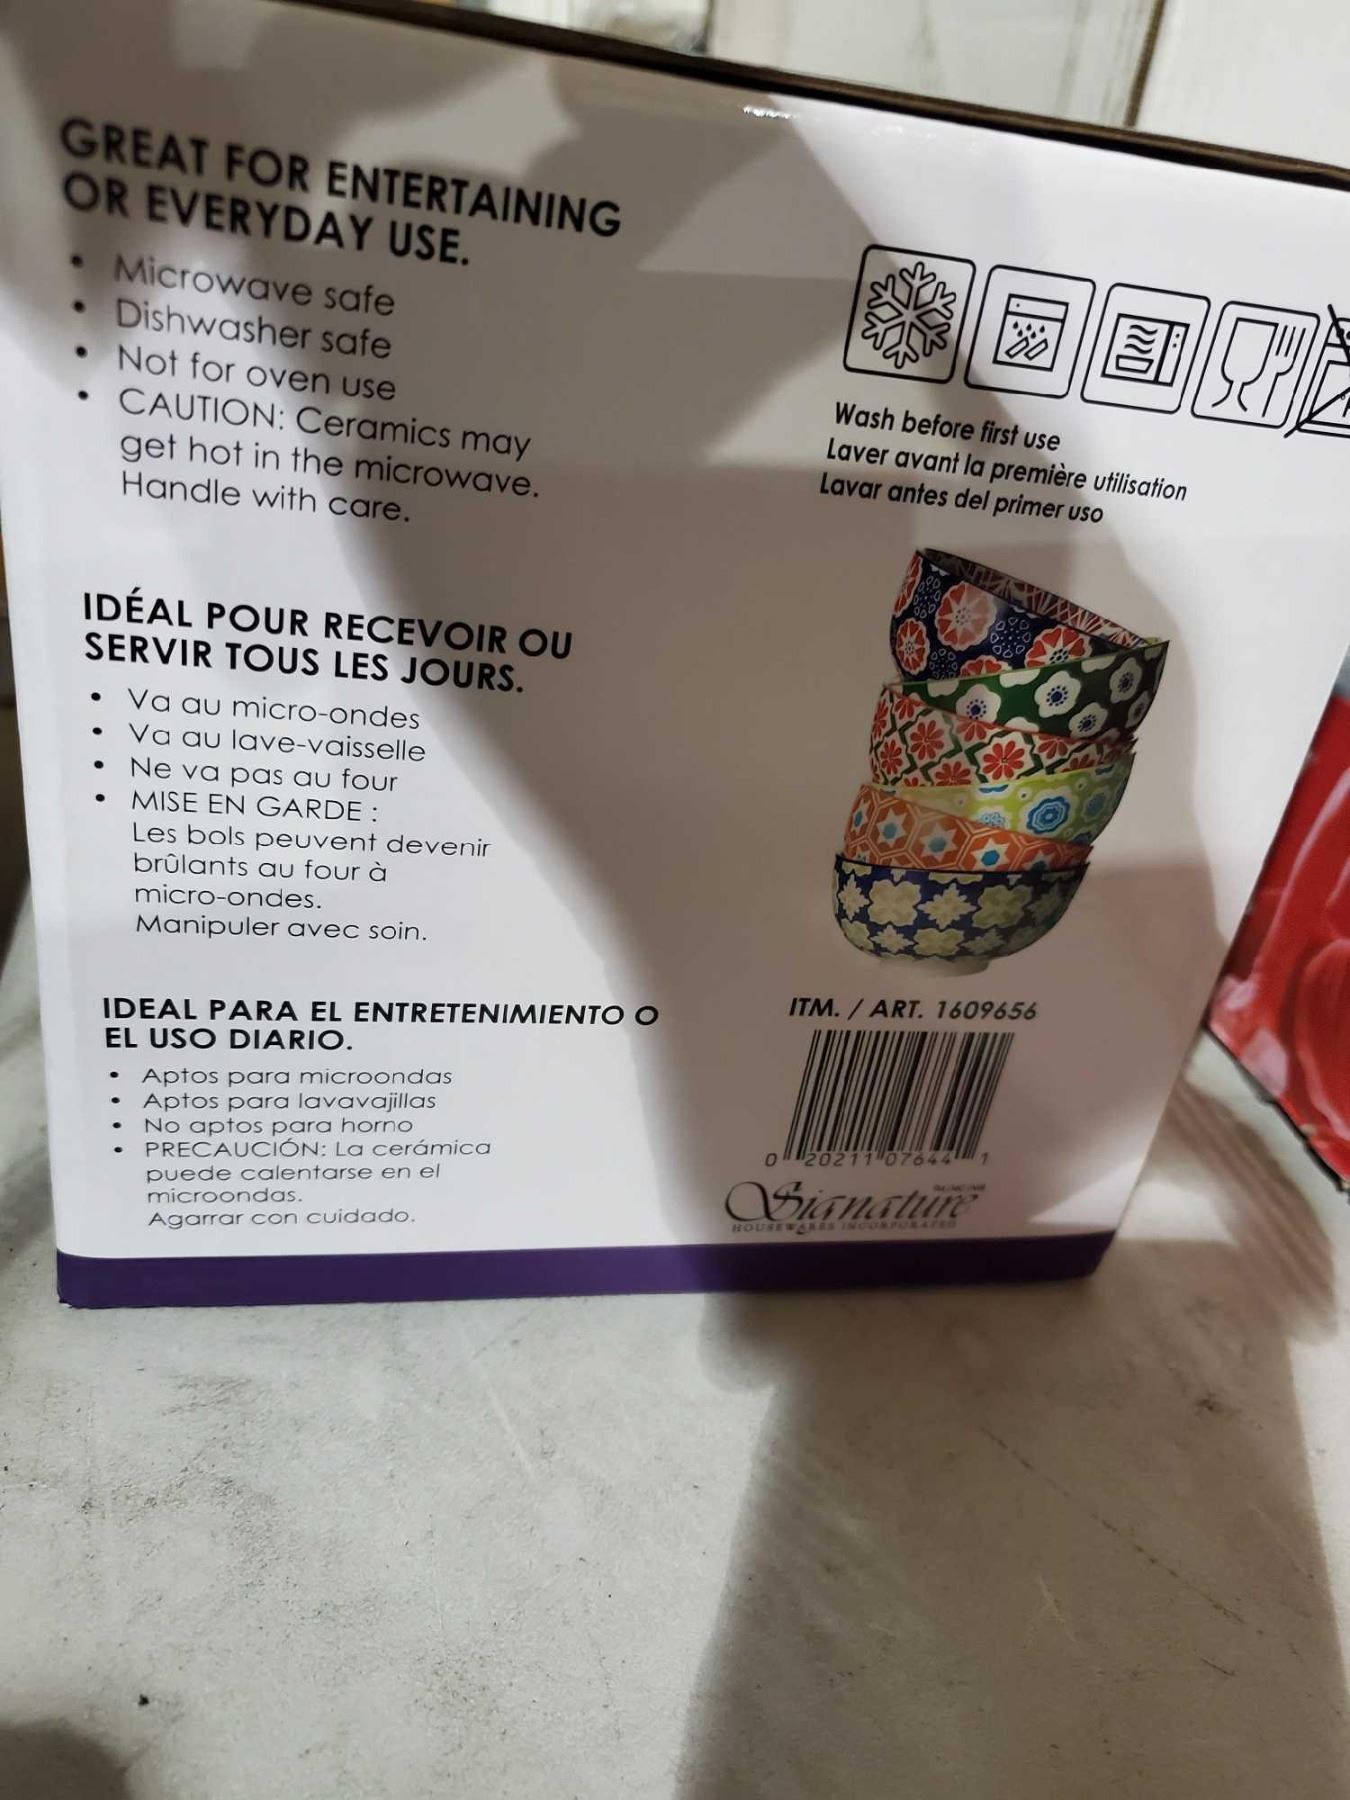 GREAT FOR ENTERTAINING
OR EVERYDAY USE.
• Microwave safe
• Dishwasher safe
• Not for oven use
• CAUTION: Ceramics may
get hot in the microwave.
Handle with care.
IDÉAL POUR RECEVOIR OU
SERVIR TOUS LES JOURS.
• Va au micro-ondes
• Va au lave-vaisselle
• Ne va pas au four
• MISE EN GARDE :
Les bols peuvent devenir
brûlants au four à
micro-ondes.
Manipuler avec soin.
IDEAL PARA EL ENTRETENIMIENTO O
EL USO DIARIO.
• Aptos para microondas
• Aptos para lavavajillas
• No aptos para horno
• PRECAUCIÓN: La cerámica
puede calentarse en el
microondas.
Agarrar con cuidado.
Wash before first use
Laver avant la première utilisation
Lavar antes del primer uso
ITM. / ART. 1609656
0 20211 07644 1
Signature
HOUSEWARES INCORPORATED